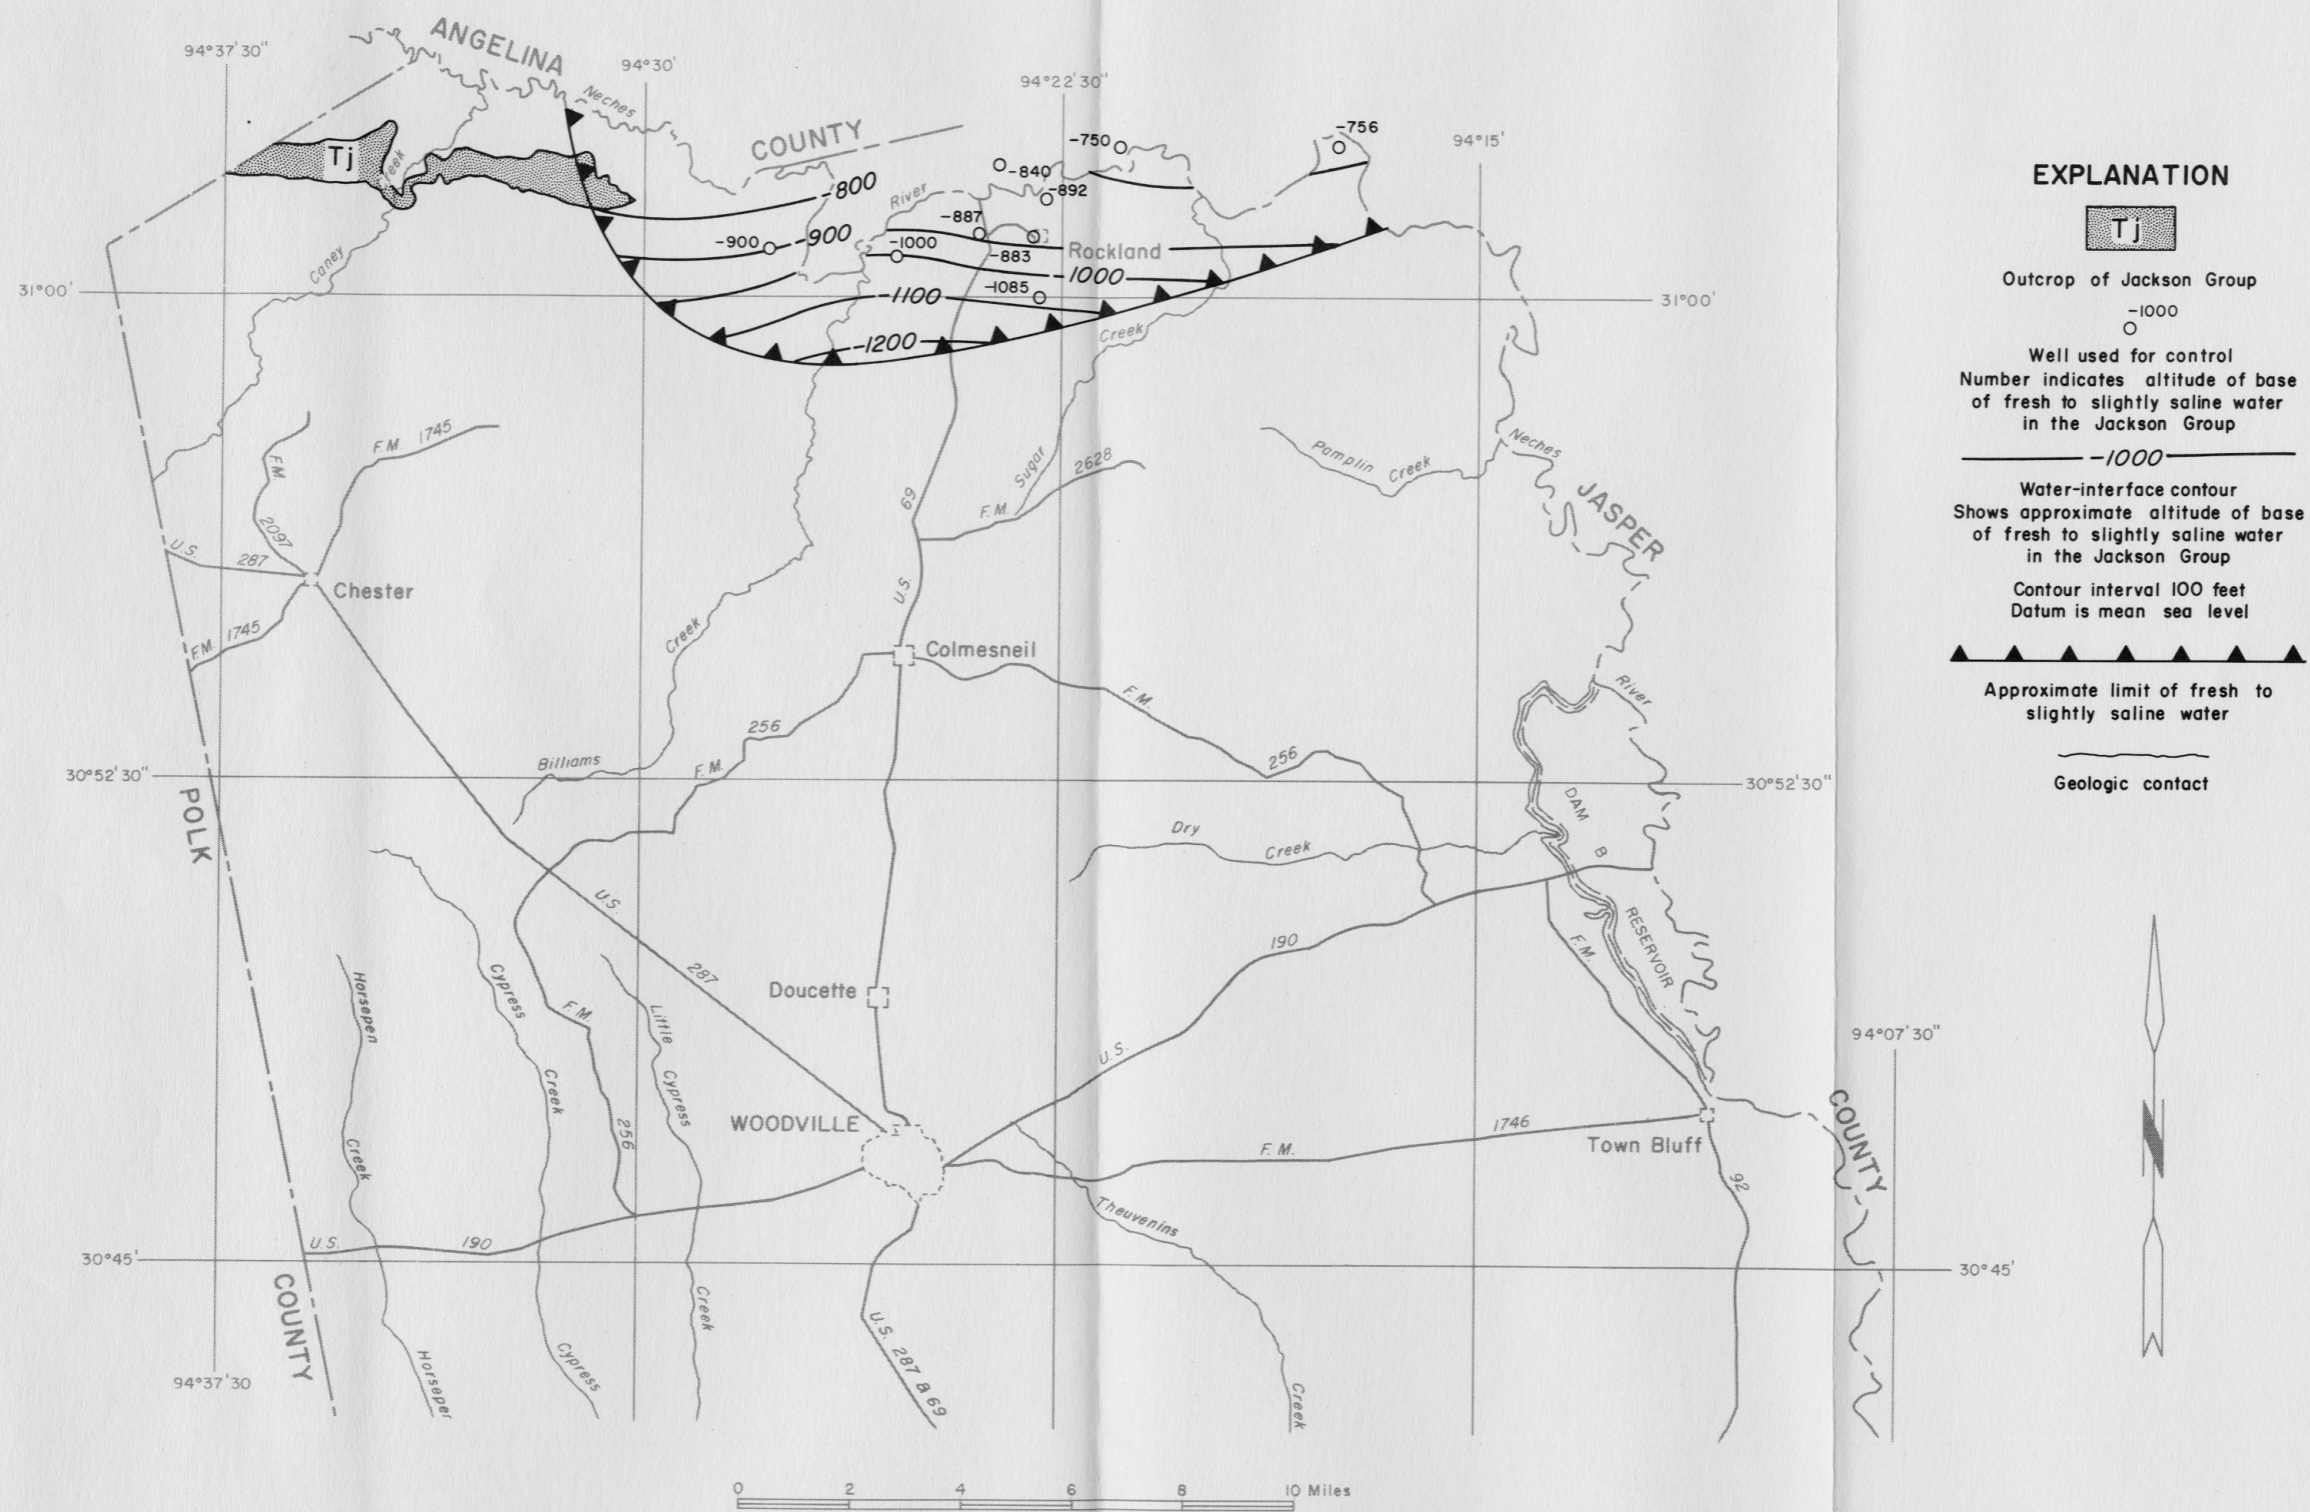 94°37'30"
ANGELINA
94°30'
94°22'30"
94°15'
Neches
COUNTY
-750
-756
Tj
Creek
-840
-892
-800
River
-887
-900
-900
-1000
-883
Rockland
-1000
Caney
31°00'
-1085
-1100
31°00'
-1200
Creek
F.M. 1745
F.M.
2097
Sugar
F.M. 2628
Pamplin Creek
Neches
JASPER
69
U.S.
U.S.
287
Chester
F.M. 1745
Creek
Colmesneil
F.M.
River
256
256
Billiams
F.M.
30°52'30"
30°52'30"
POLK
DAM
B
RESERVOIR
Dry
Creek
U.S.
287
190
F.M.
Doucette
Horsepen
Creek
Cypress
Creek
F.M.
256
Little
Cypress
U.S.
94°07'30"
WOODVILLE
1746
F.M.
Town Bluff
COUNTY
92
Theuvenins
U.S. 190
30°45'
30°45'
COUNTY
Creek
U.S. 287 & 69
94°37'30
Horsepen
Cypress
Creek
0 2 4 6 8 10 Miles
EXPLANATION
Tj
Outcrop of Jackson Group
-1000
Well used for control
Number indicates altitude of base
of fresh to slightly saline water
in the Jackson Group
-1000
Water-interface contour
Shows approximate altitude of base
of fresh to slightly saline water
in the Jackson Group
Contour interval 100 feet
Datum is mean sea level
Approximate limit of fresh to
slightly saline water
Geologic contact
N